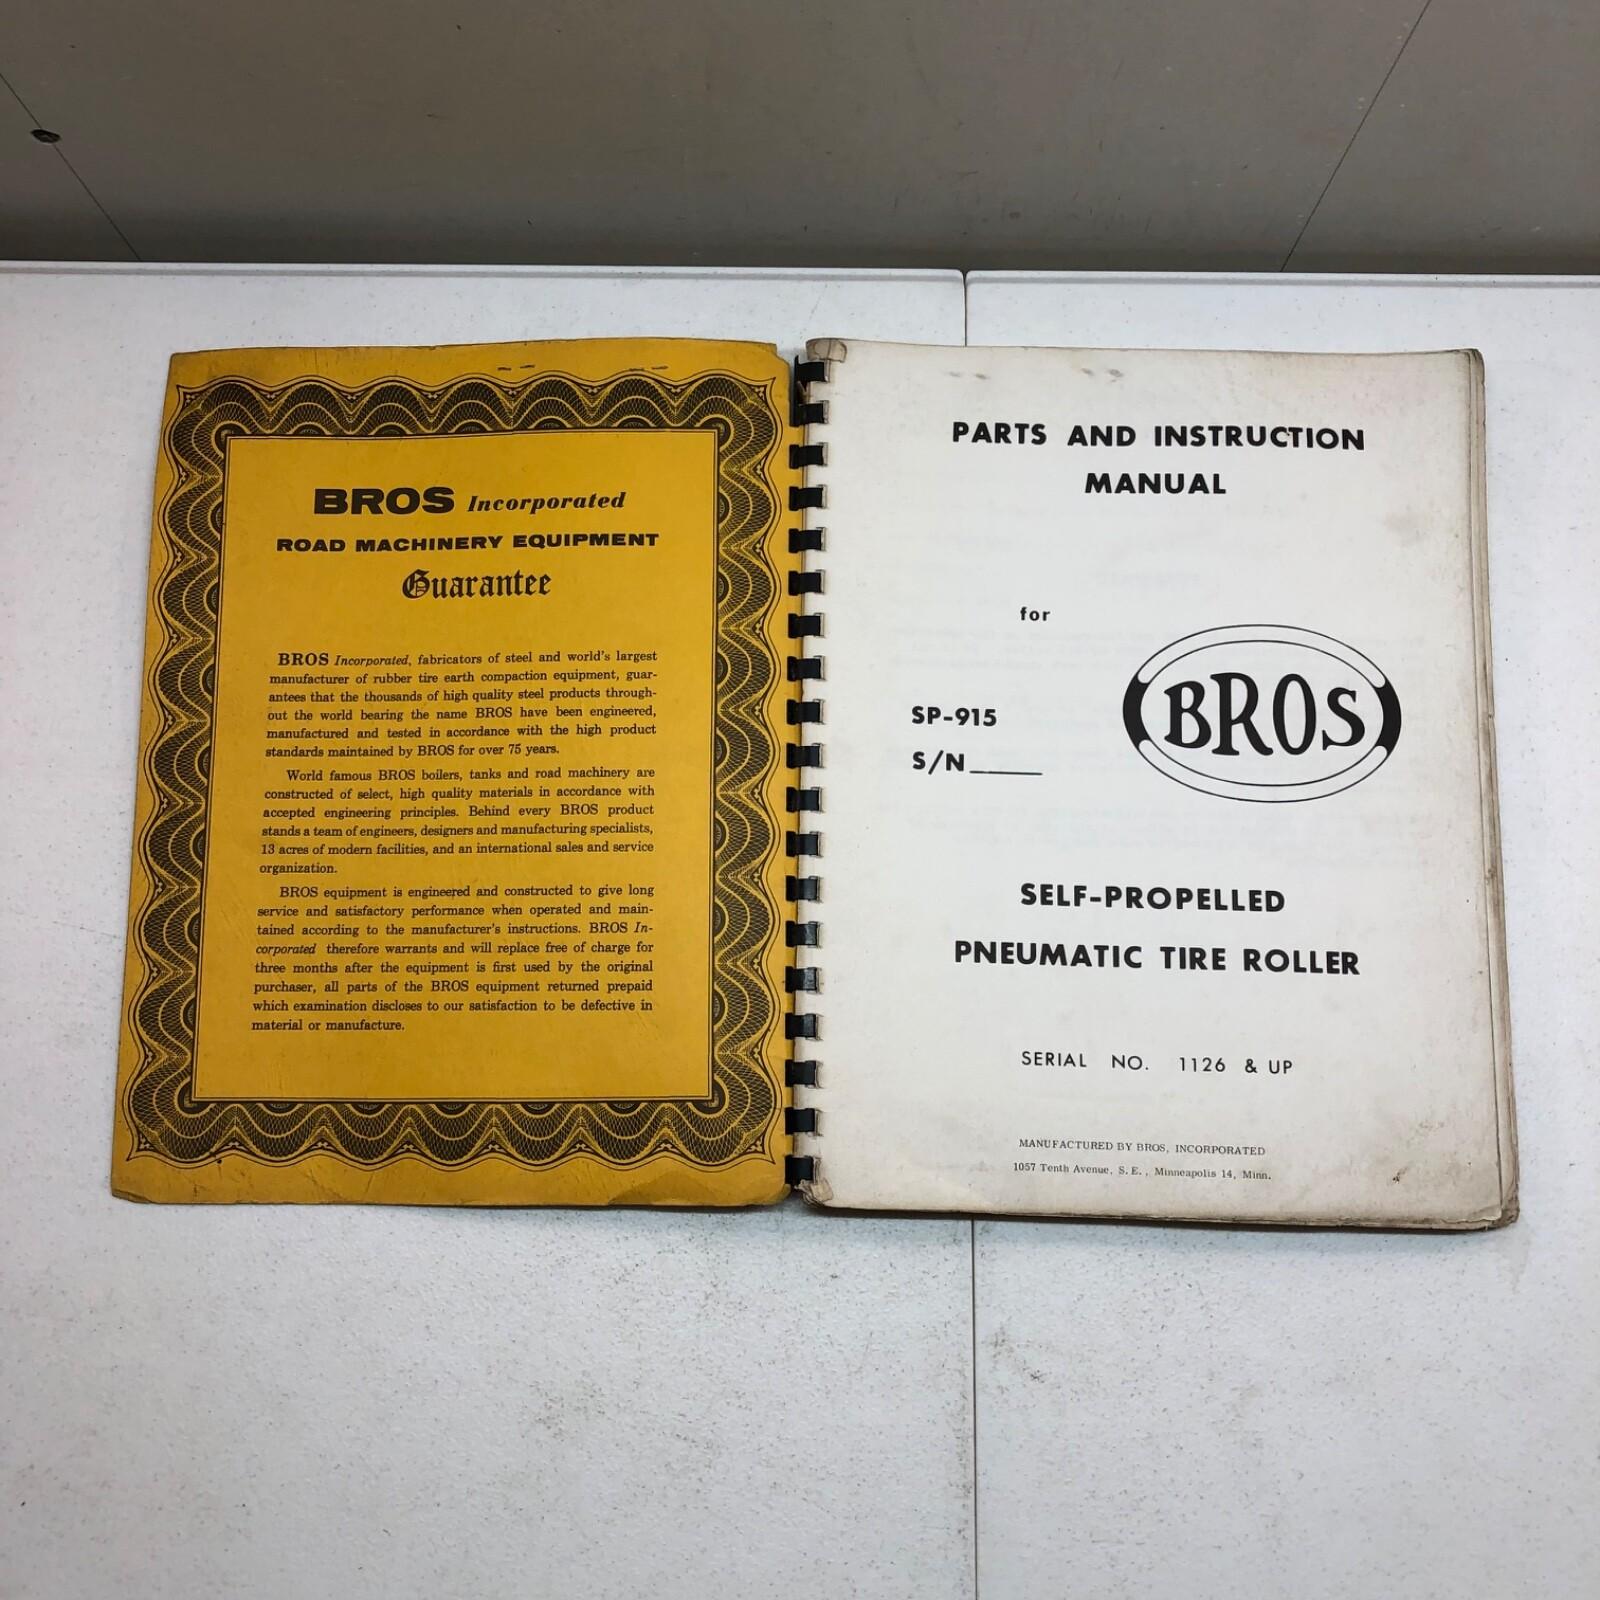 BROS Incorporated
ROAD MACHINERY EQUIPMENT
Guarantee
BROS Incorporated, fabricators of steel and world's largest
manufacturer of rubber tire earth compaction equipment, guar-
antees that the thousands of high quality steel products through-
out the world bearing the name BROS have been engineered,
manufactured and tested in accordance with the high product
standards maintained by BROS for over 75 years.
World famous BROS boilers, tanks and road machinery are
constructed of select, high quality materials in accordance with
accepted engineering principles. Behind every BROS product
stands a team of engineers, designers and manufacturing specialists,
13 acres of modern facilities, and an international sales and service
organization.
BROS equipment is engineered and constructed to give long
service and satisfactory performance when operated and main-
tained according to the manufacturer's instructions. BROS In-
corporated therefore warrants and will replace free of charge for
three months after the equipment is first used by the original
purchaser, all parts of the BROS equipment returned prepaid
which examination discloses to our satisfaction to be defective in
material or manufacture.
PARTS AND INSTRUCTION
MANUAL
for
SP-915
S/N______
BROS
SELF-PROPELLED
PNEUMATIC TIRE ROLLER
SERIAL NO. 1126 & UP
MANUFACTURED BY BROS, INCORPORATED
1057 Tenth Avenue, S.E., Minneapolis 14, Minn.